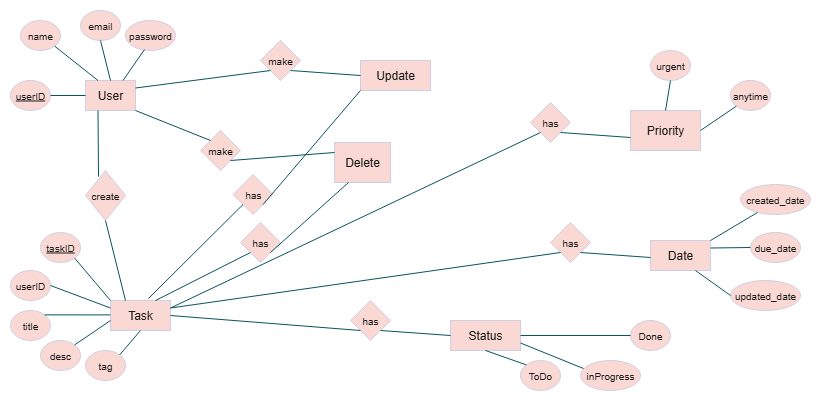 name
email
password
userID
User
make
Update
urgent
anytime
has
Priority
make
Delete
create
has
created_date
has
has
due_date
Date
updated_date
taskID
userID
title
desc
tag
Task
has
Status
Done
ToDo
inProgress